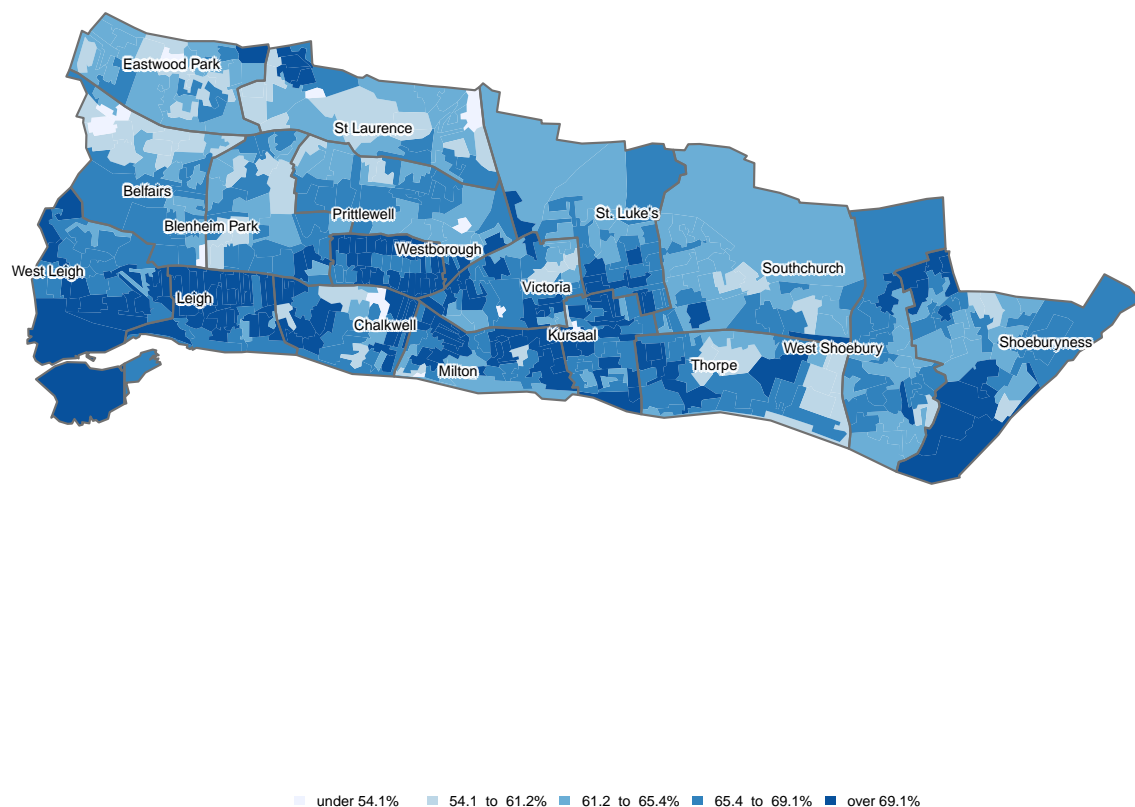 Eastwood Park
St Laurence
Belfairs
Prittlewell
St. Luke's
Blenheim Park
Westborough
West Leigh
Southchurch
Victoria
Leigh
Chalkwell
Kursaal
Shoeburyness
West Shoebury
Thorpe
Milton
under 54.1% 54.1 to 61.2% 61.2 to 65.4% 65.4 to 69.1% over 69.1%